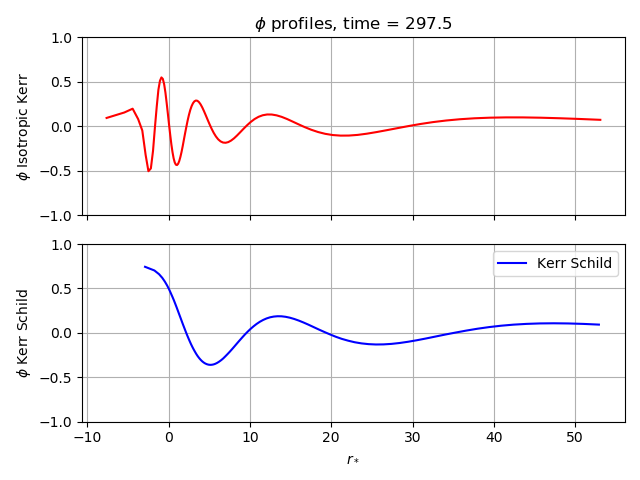 ϕ profiles, time = 297.5
ϕ Isotropic Kerr
1.0
0.5
0.0
−0.5
−1.0
ϕ Kerr Schild
1.0
0.5
0.0
−0.5
−1.0
Kerr Schild
−10 0 10 20 30 40 50
r*